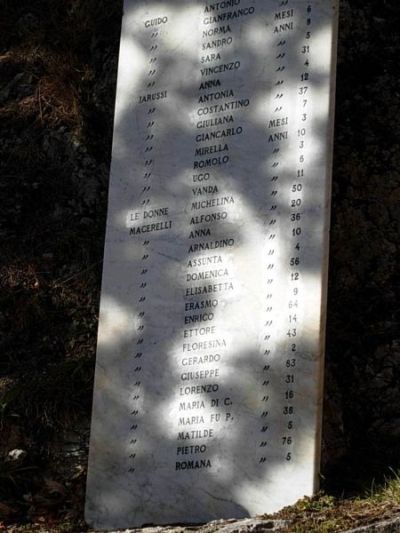 ANTONIO
GUIDO GIANFRANCO
" NORMA MESI 6
" SANDRO ANNI 8
" SARA " 5
" VINCENZO " 31
IARUSSI ANNA " 4
" ANTONIA " 12
" COSTANTINO " 37
" GIULIANA " 7
" GIANCARLO MESI 3
" MIRELLA ANNI 10
" ROMOLO " 3
" UGO " 6
" VANDA " 11
LE DONNE MICHELINA " 50
MACERELLI ALFONSO " 20
" ANNA " 36
" ARNALDINO " 10
" ASSUNTA " 4
" DOMENICA " 56
" ELISABETTA " 12
" ERASMO " 9
" ENRICO " 64
" ETTORE " 14
" FLORESINA " 43
" GERARDO " 2
" GIUSEPPE " 83
" LORENZO " 31
" MARIA DI C. " 16
" MARIA FU P. " 38
" MATILDE " 5
" PIETRO " 76
" ROMANA " 5